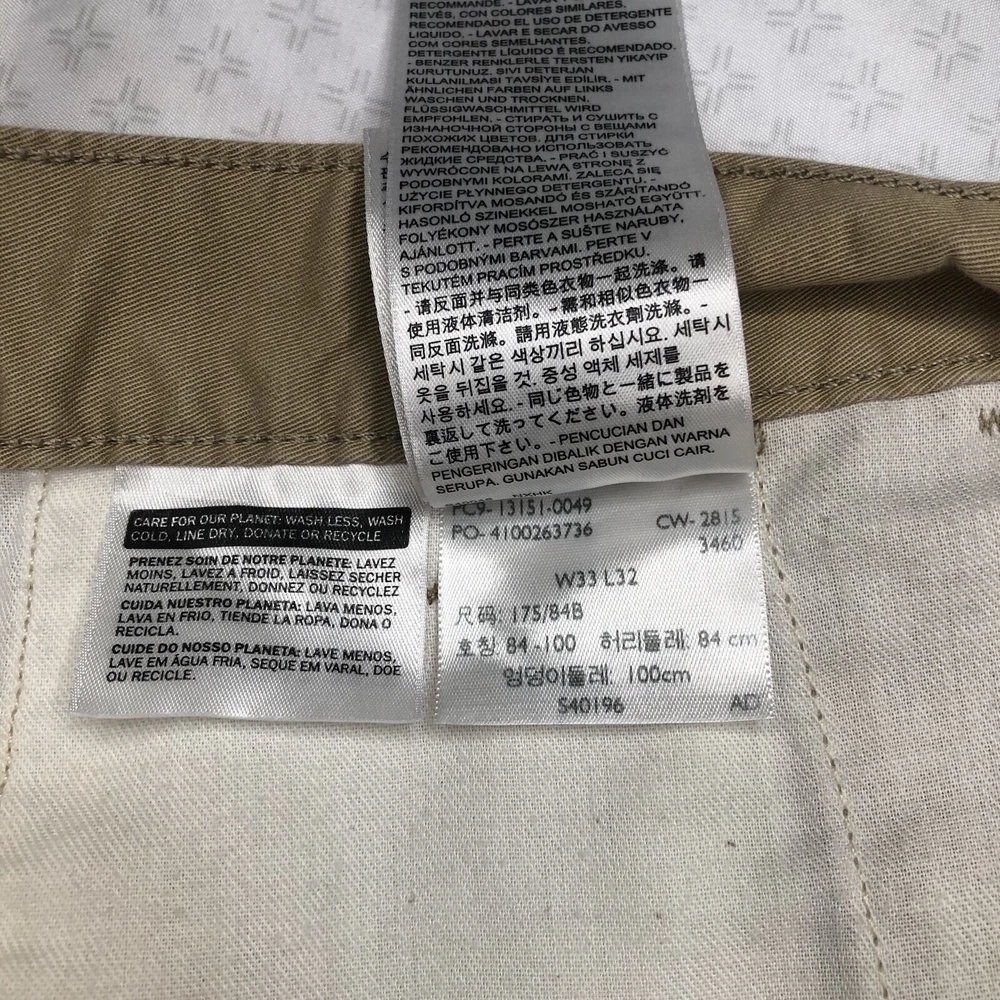 RECOMMANDÉ. - LAVAR Y
REVÉS, CON COLORES SIMILARES.
RECOMENDADO EL USO DE DETERGENTE
LIQUIDO. - LAVAR E SECAR DO AVESSO
COM CORES SEMELHANTES.
DETERGENTE LÍQUIDO É RECOMENDADO.
- BENZER RENKLERLE TERSTEN YIKAYIP
KURUTUNUZ. SIVI DETERJAN
KULLANILMASI TAVSİYE EDİLİR. - MIT
ÄHNLICHEN FARBEN AUF LINKS
WASCHEN UND TROCKNEN.
FLÜSSIGWASCHMITTEL WIRD
EMPFOHLEN. - СТИРАТЬ И СУШИТЬ С
ИЗНАНОЧНОЙ СТОРОНЫ С ВЕЩАМИ
ПОХОЖИХ ЦВЕТОВ. ДЛЯ СТИРКИ
РЕКОМЕНДОВАНО ИСПОЛЬЗОВАТЬ
ЖИДКИЕ СРЕДСТВА. - PRAĆ I SUSZYĆ
WYWRÓCONE NA LEWĄ STRONĘ Z
PODOBNYMI KOLORAMI. ZALECA SIĘ
UŻYCIE PŁYNNEGO DETERGENTU. -
KIFORDÍTVA MOSANDÓ ÉS SZÁRÍTANDÓ
HASONLÓ SZINEKKEL MOSHATÓ EGYÜTT.
FOLYÉKONY MOSÓSZER HASZNÁLATA
AJÁNLOTT. - PERTE A SUŠTE NARUBY,
S PODOBNÝMI BARVAMI. PERTE V
TEKUTÉM PRACÍM PROSTŘEDKU.
- 请反面并与同类色衣物一起洗涤。请
使用液体清洁剂。- 需和相似色衣物一
同反面洗滌。請用液態洗衣劑洗滌。-
세탁시 같은 색상끼리 하십시요. 세탁시
옷을 뒤집을 것. 중성 액체 세제를
사용하세요. - 同じ色物と一緒に製品を
裏返して洗ってください。液体洗剤を
ご使用下さい。- PENCUCIAN DAN
PENGERINGAN DIBALIK DENGAN WARNA
SERUPA. GUNAKAN SABUN CUCI CAIR.
CARE FOR OUR PLANET: WASH LESS, WASH
COLD, LINE DRY, DONATE OR RECYCLE
PRENEZ SOIN DE NOTRE PLANETE: LAVEZ
MOINS, LAVEZ A FROID, LAISSEZ SECHER
NATURELLEMENT, DONNEZ OU RECYCLEZ
CUIDA NUESTRO PLANETA: LAVA MENOS,
LAVA EN FRIO, TIENDE LA ROPA, DONA O
RECICLA.
CUIDE DO NOSSO PLANETA: LAVE MENOS,
LAVE EM ÁGUA FRIA, SEQUE EM VARAL, DOE
OU RECICLE.
PC9- 13151-0049
PO- 4100263736 CW- 2815
3460
W33 L32
尺码: 175/84B
호칭 84 -100 허리둘레: 84 cm
엉덩이둘레: 100cm
S40196 AD